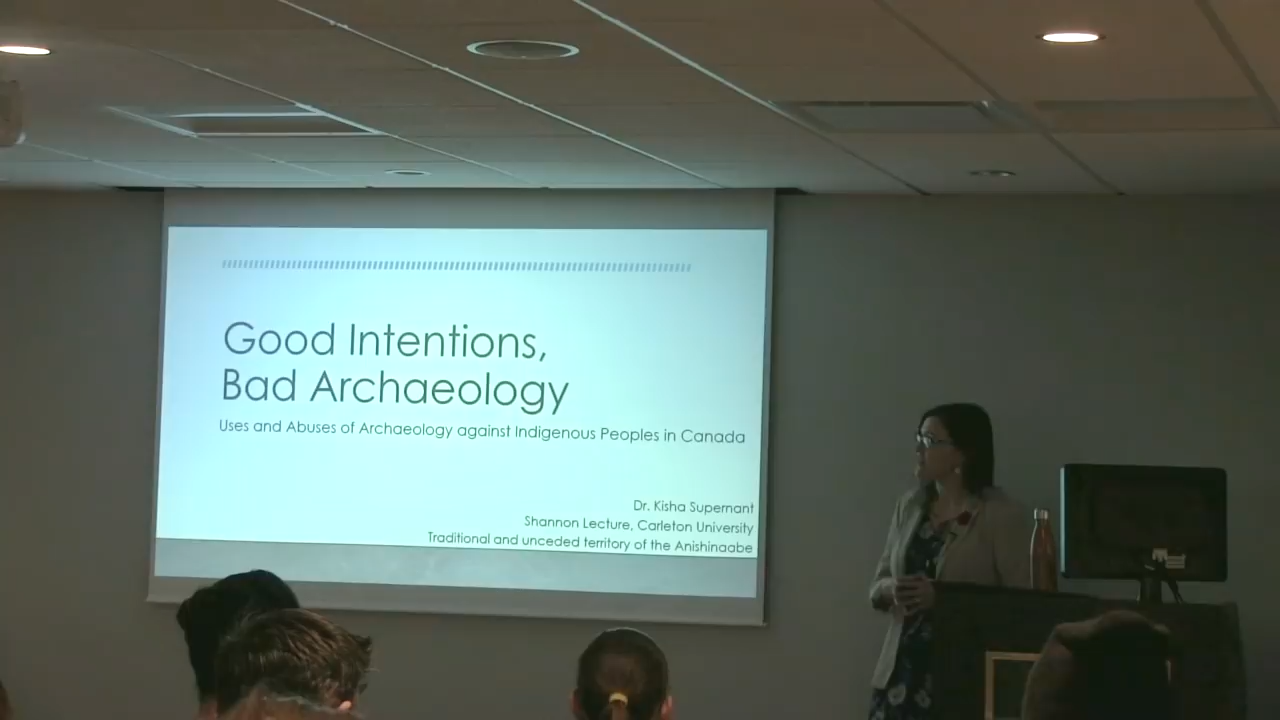 Good Intentions,
Bad Archaeology
Uses and Abuses of Archaeology against Indigenous Peoples in Canada
Dr. Kisha Supernant
Shannon Lecture, Carleton University
Traditional and unceded territory of the Anishinaabe